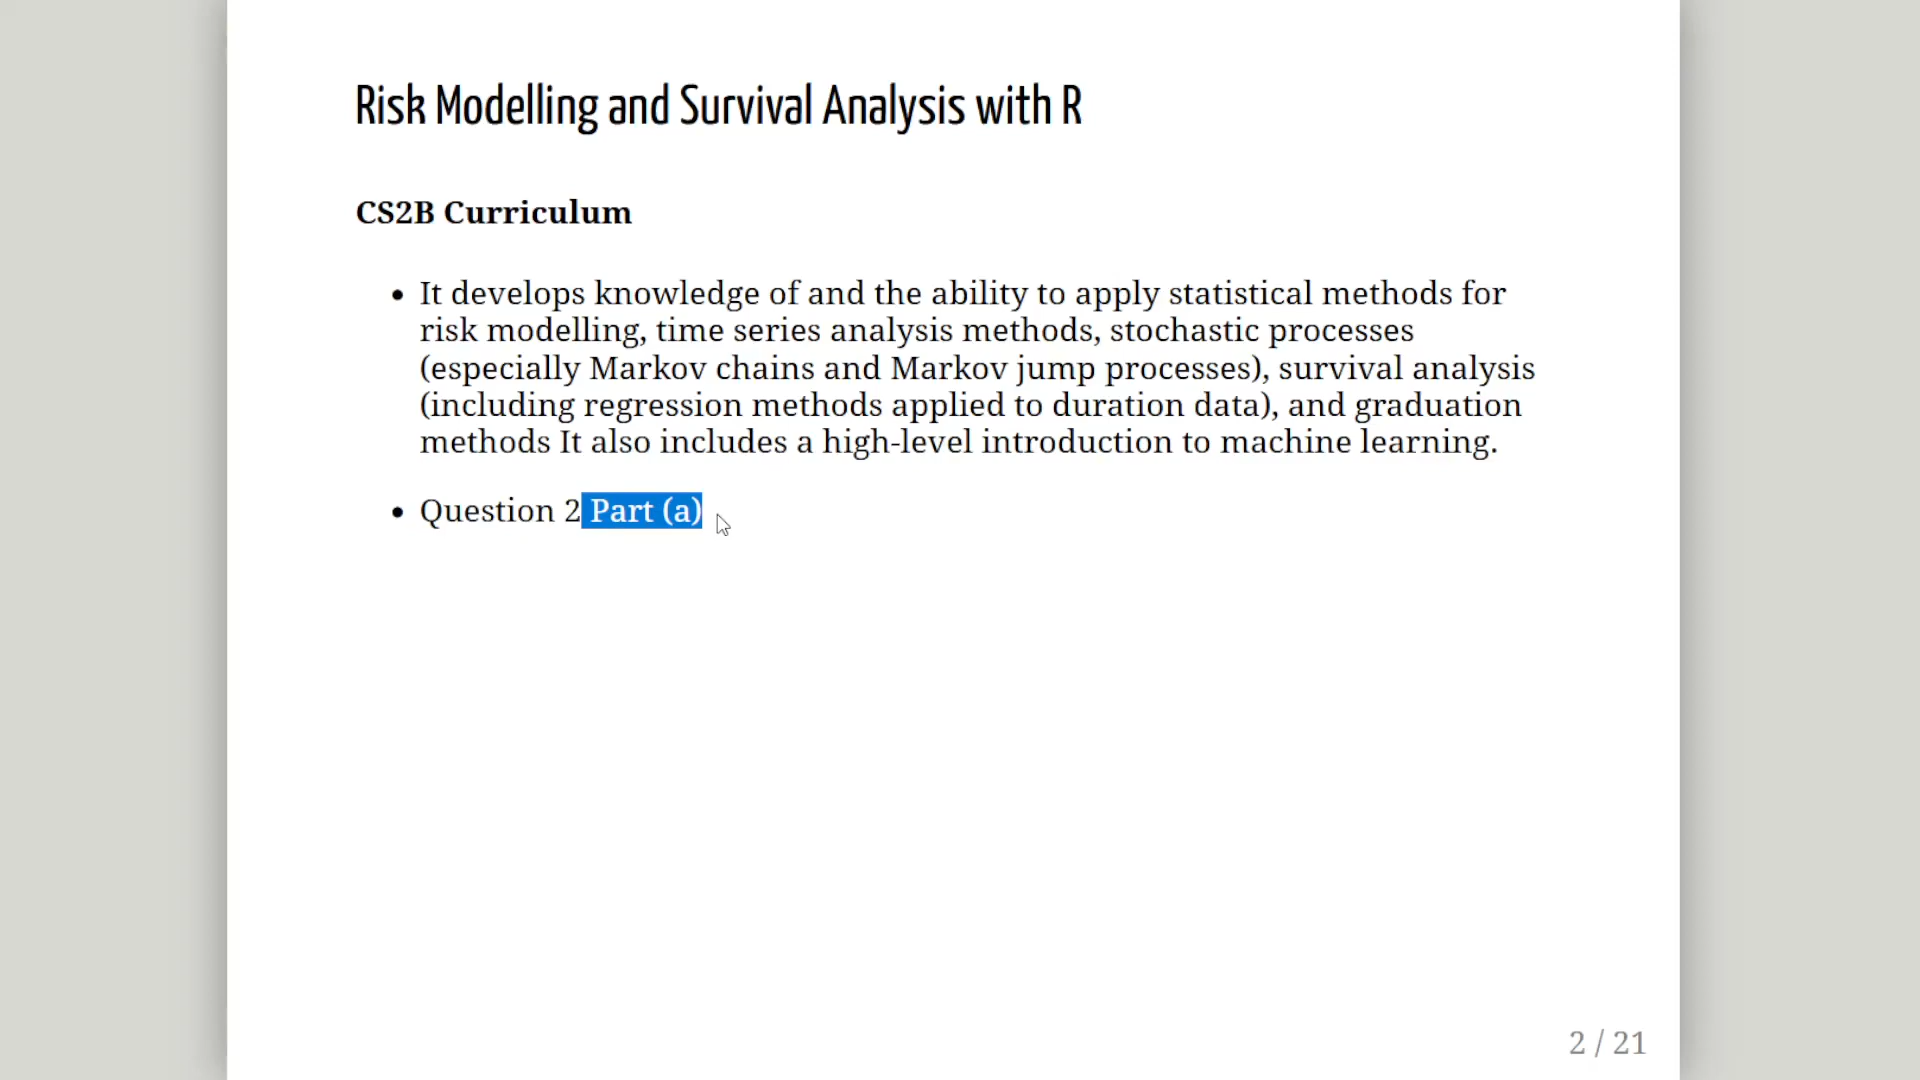 Risk Modelling and Survival Analysis with R
CS2B Curriculum
• It develops knowledge of and the ability to apply statistical methods for
risk modelling, time series analysis methods, stochastic processes
(especially Markov chains and Markov jump processes), survival analysis
(including regression methods applied to duration data), and graduation
methods It also includes a high-level introduction to machine learning.
• Question 2 Part (a)
2 / 21